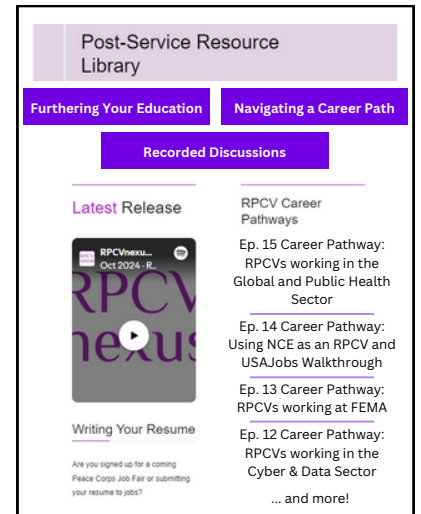 Post-Service Resource
Library
Furthering Your Education
Navigating a Career Path
Recorded Discussions
Latest Release
RPCVnexu...
Oct 2024 · R..
RPCV
nexus
RPCV
nexus
Writing Your Resume
Are you signed up for a coming
Peace Corps Job Fair or submitting
your resume to jobs?
RPCV Career
Pathways
Ep. 15 Career Pathway:
RPCVs working in the
Global and Public Health
Sector
Ep. 14 Career Pathway:
Using NCE as an RPCV and
USAJobs Walkthrough
Ep. 13 Career Pathway:
RPCVs working at FEMA
Ep. 12 Career Pathway:
RPCVs working in the
Cyber & Data Sector
... and more!